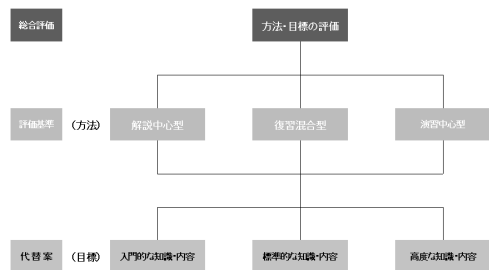 総合評価 方法・目標の評価
評価基準 （方法） 解説中心型 復習混合型 演習中心型
代替案 （目標） 入門的な知識・内容 標準的な知識・内容 高度な知識・内容